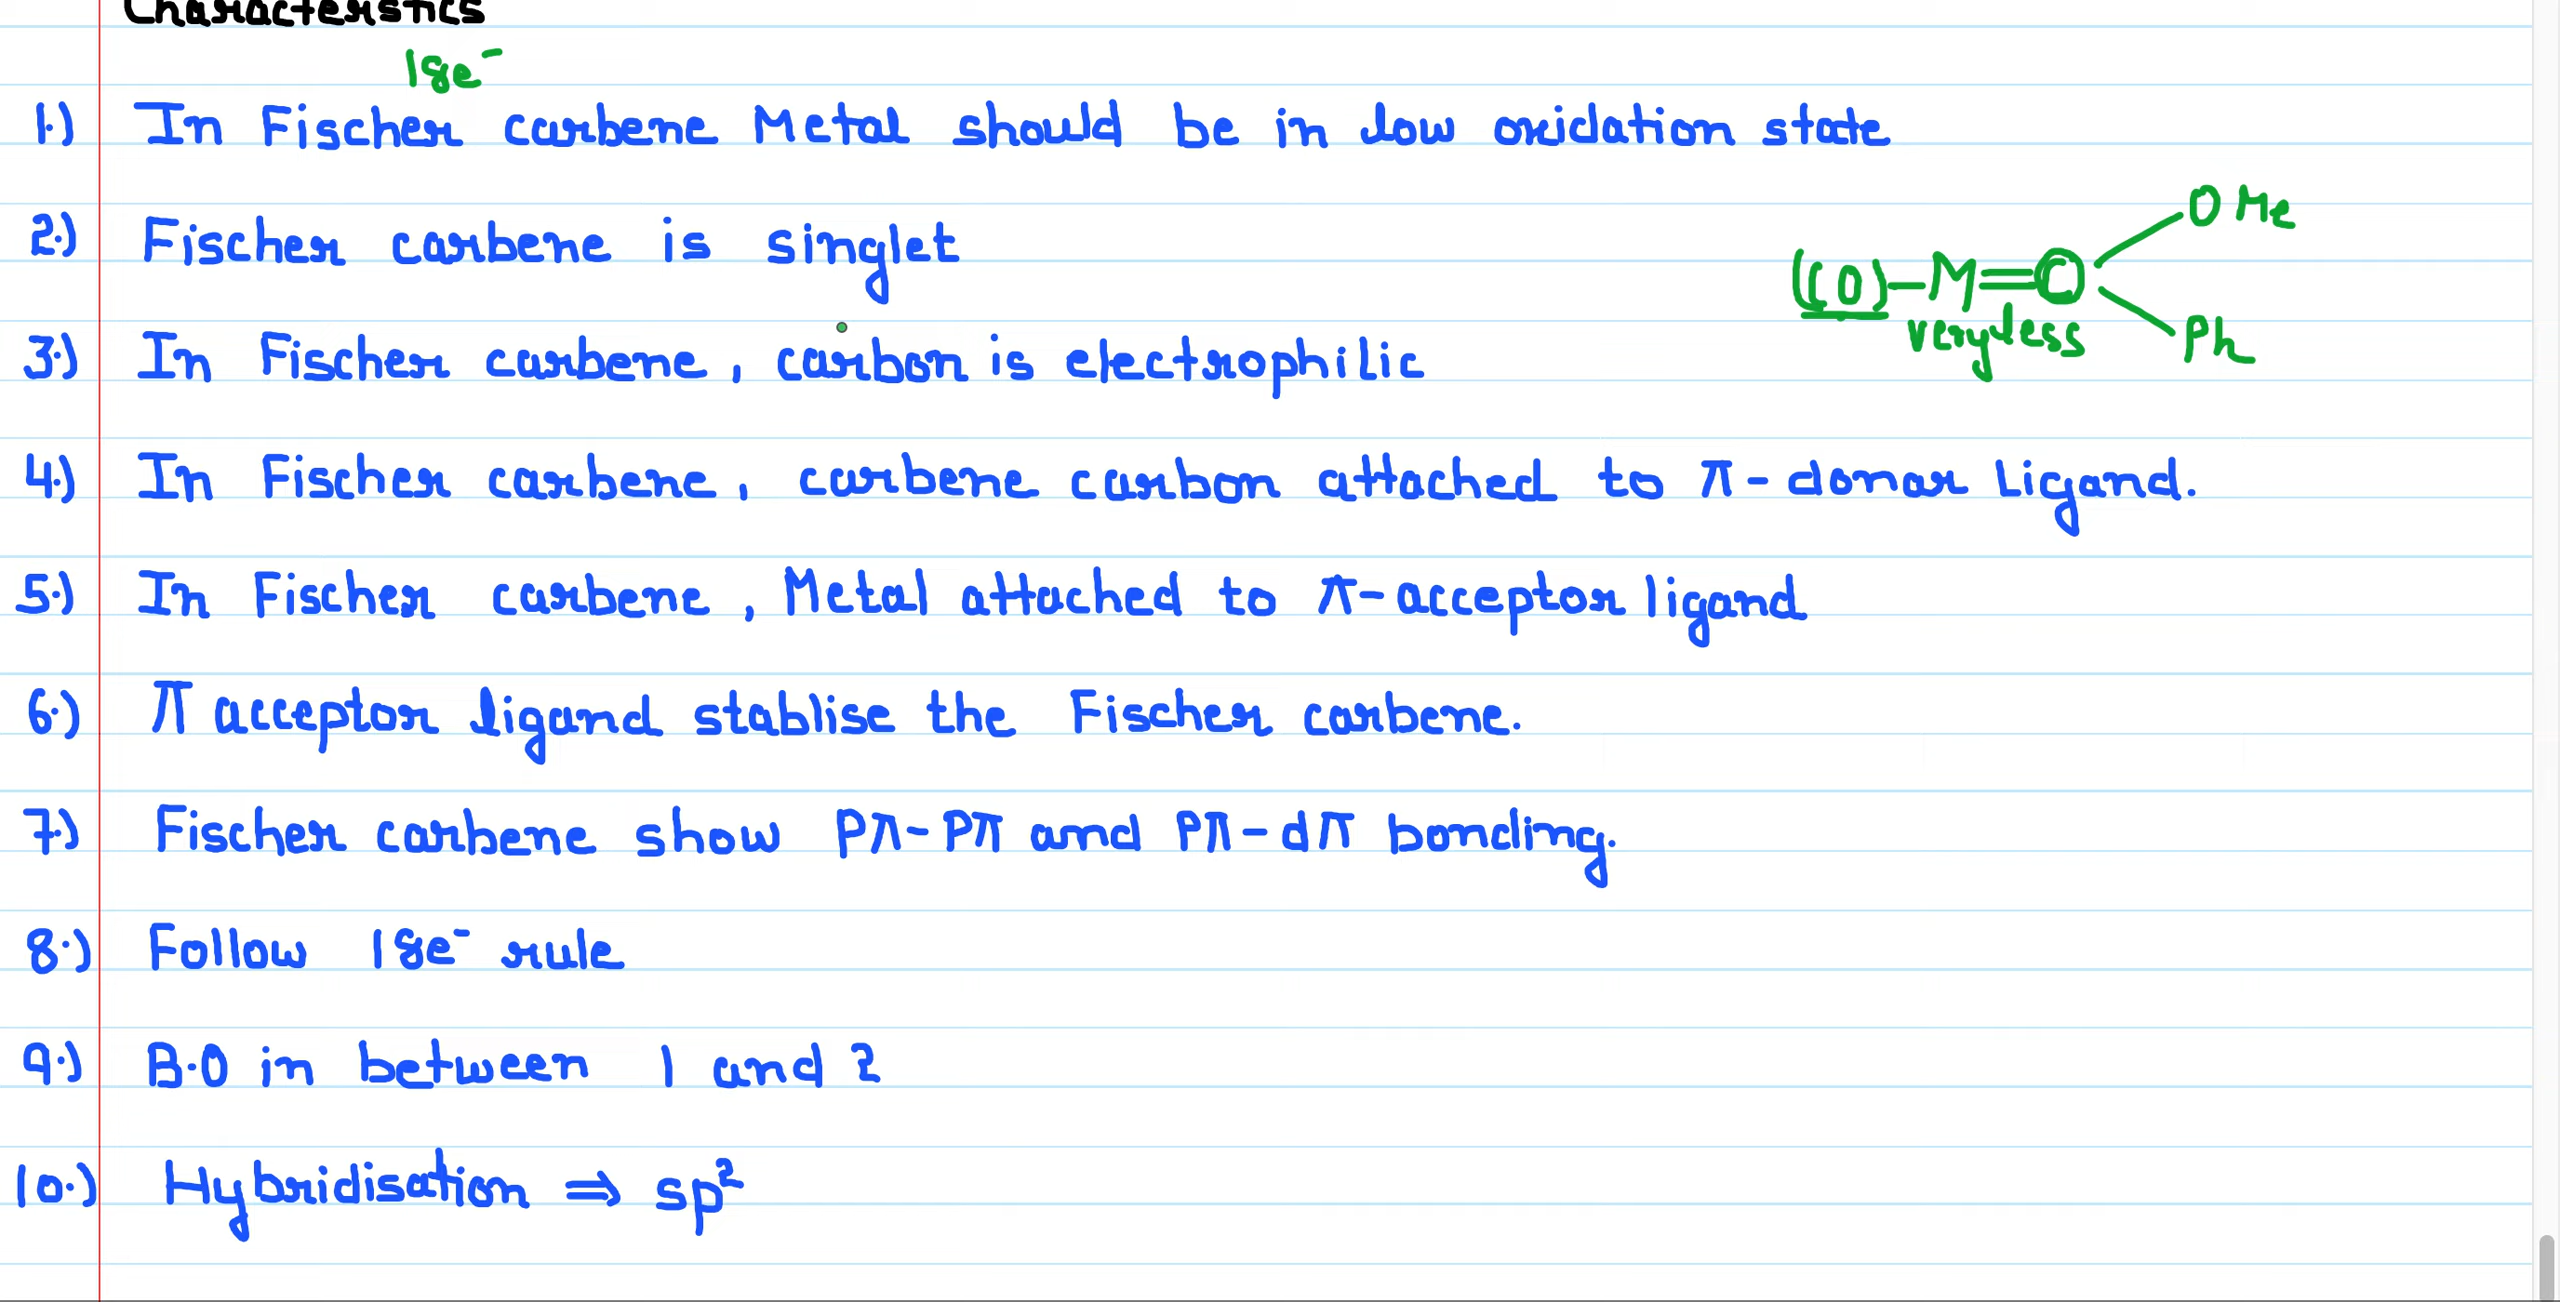 Characteristics
18e⁻
1.) In Fischer carbene Metal should be in low oxidation state
OMe
2.) Fischer carbene is singlet
(CO)-M=C
very less
Ph
3.) In Fischer carbene, carbon is electrophilic
4.) In Fischer carbene, carbene carbon attached to π-donar Ligand.
5.) In Fischer carbene, Metal attached to π-acceptor ligand
6.) π acceptor ligand stablise the Fischer carbene.
7.) Fischer carbene show Pπ-Pπ and Pπ-dπ bonding.
8.) Follow 18e⁻ rule
9.) B.O in between 1 and 2
10.) Hybridisation ⇒ sp²